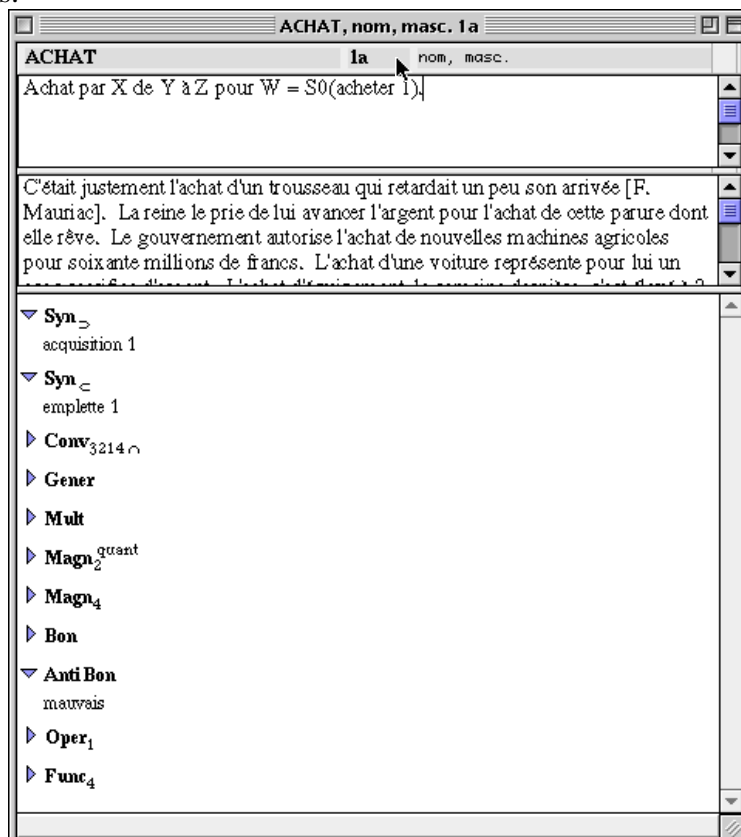 ACHAT, nom, masc. 1a
ACHAT 1a nom, masc.
Achat par X de Y à Z pour W = S0(acheter 1).
C'était justement l'achat d'un trousseau qui retardait un peu son arrivée [F.
Mauriac]. La reine le prie de lui avancer l'argent pour l'achat de cette parure dont
elle rêve. Le gouvernement autorise l'achat de nouvelles machines agricoles
pour soixante millions de francs. L'achat d'une voiture représente pour lui un
Syn⊃
acquisition 1
Syn⊂
emplette 1
Conv3214∩
Gener
Mult
Magn2quant
Magn4
Bon
AntiBon
mauvais
Oper1
Func4